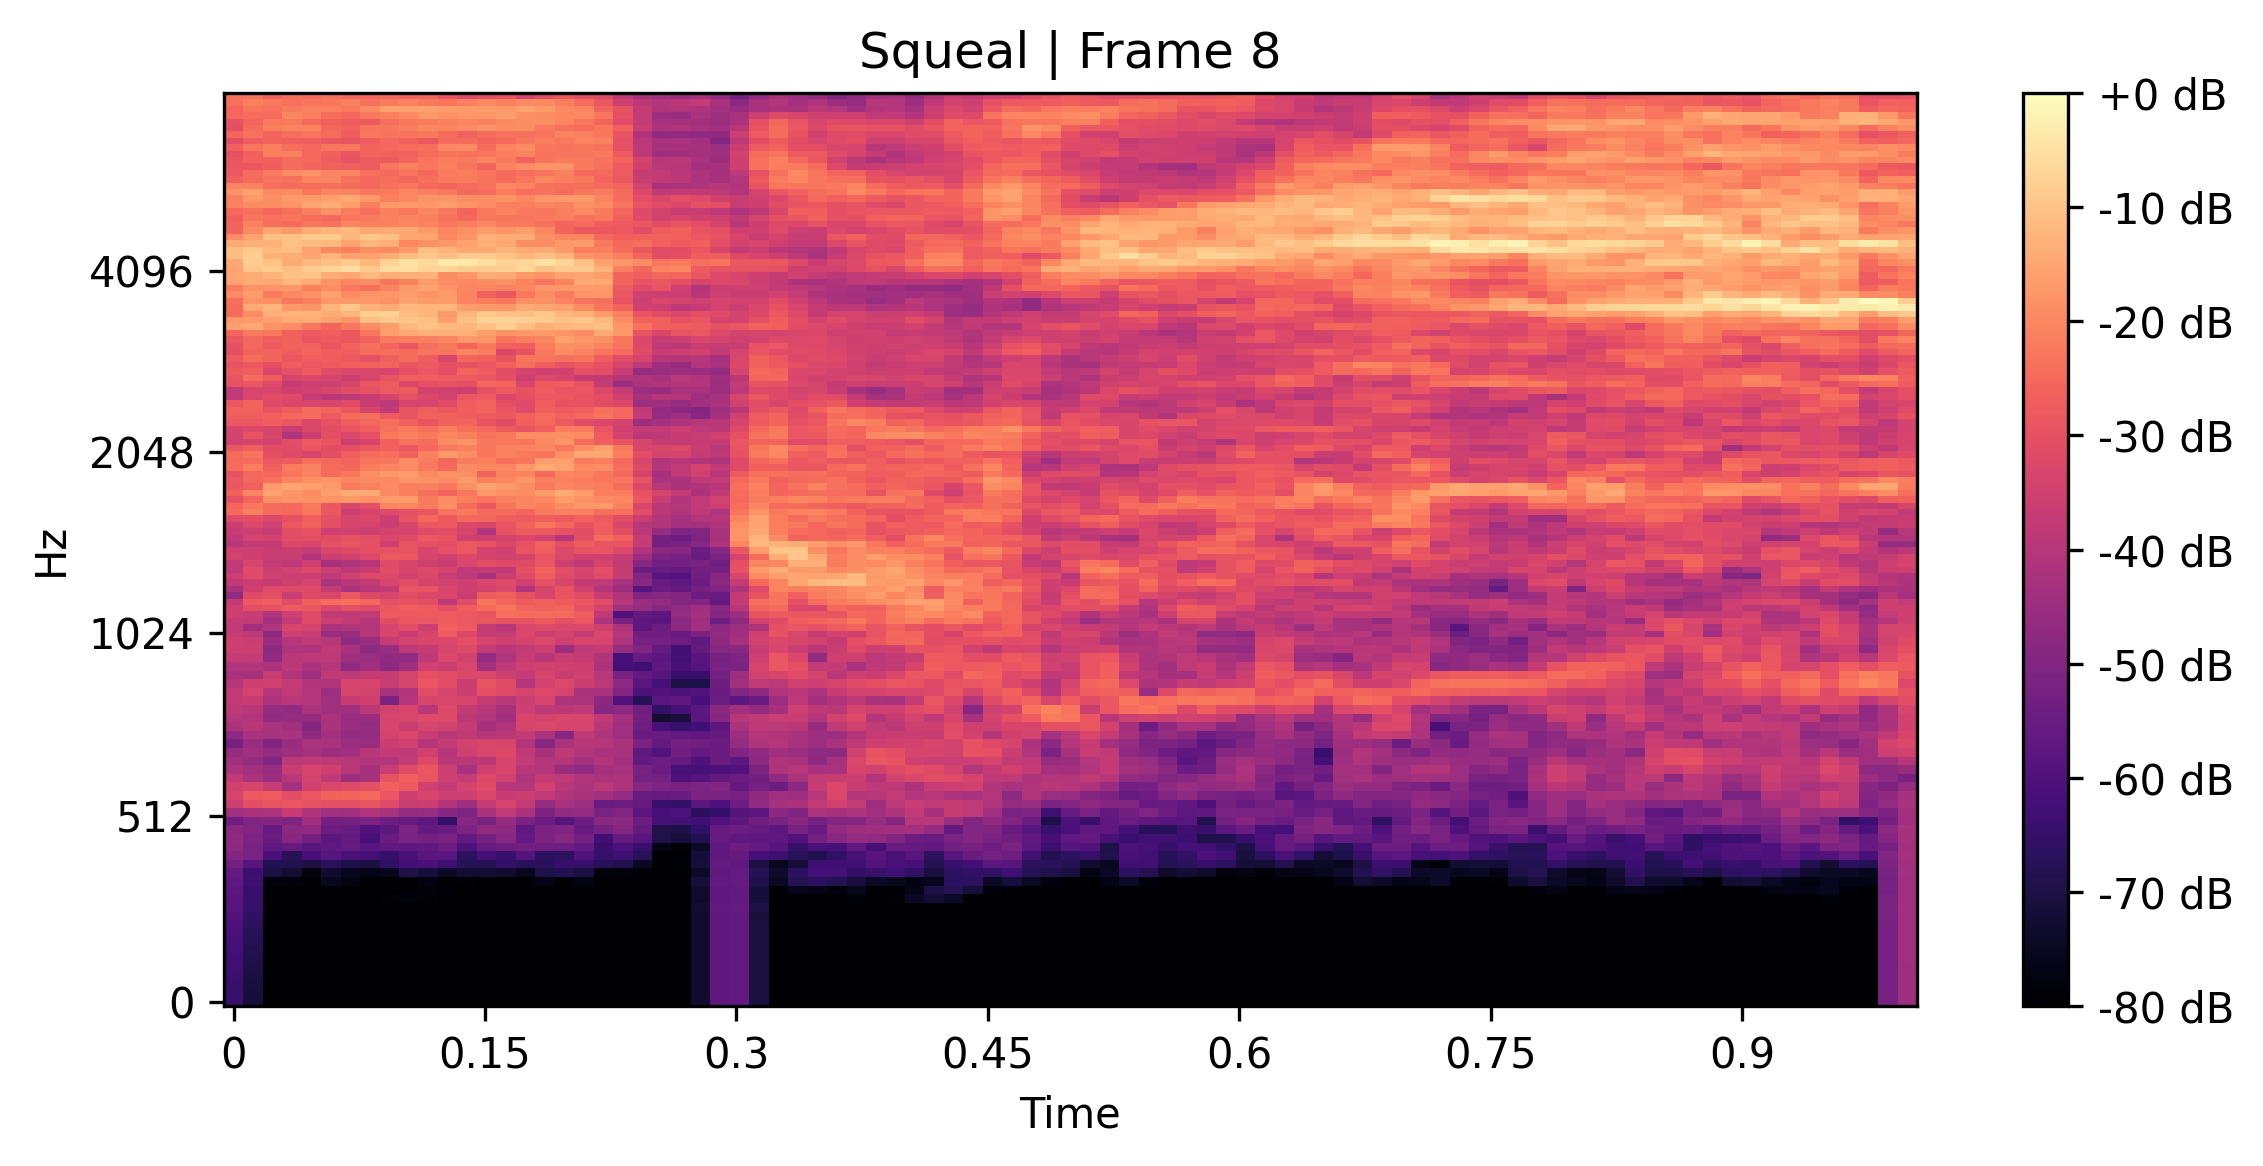 Squeal | Frame 8
+0 dB
-10 dB
-20 dB
-30 dB
-40 dB
-50 dB
-60 dB
-70 dB
-80 dB
4096
2048
1024
512
0
Hz
0 0.15 0.3 0.45 0.6 0.75 0.9
Time